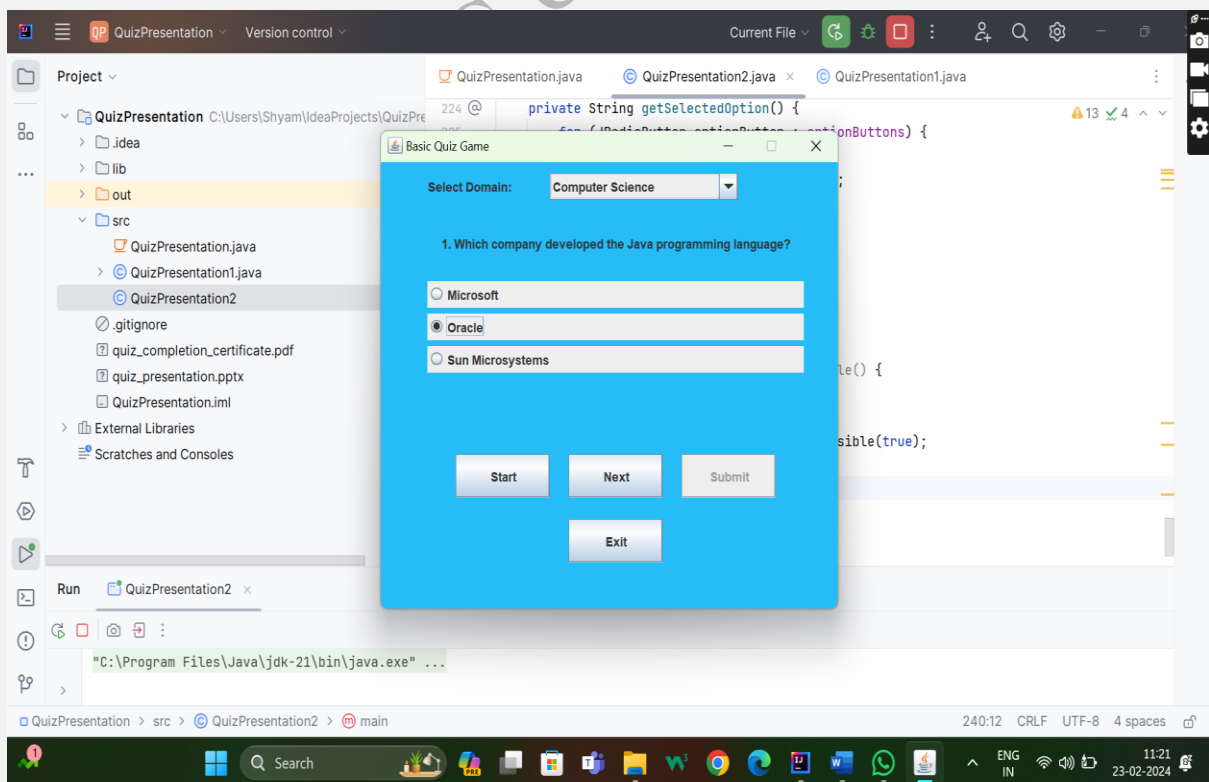 QP QuizPresentation Version control Current File
Project
QuizPresentation.java QuizPresentation2.java QuizPresentation1.java
QuizPresentation C:\Users\Shyam\IdeaProjects\QuizPre
224 @ private String getSelectedOption() {
13 4
onButtons) {
.idea
lib
;
out
src
QuizPresentation.java
QuizPresentation1.java
QuizPresentation2
.gitignore
quiz_completion_certificate.pdf
quiz_presentation.pptx
le() {
QuizPresentation.iml
External Libraries
sible(true);
Scratches and Consoles
Basic Quiz Game
Select Domain: Computer Science
1. Which company developed the Java programming language?
Microsoft
Oracle
Sun Microsystems
Start Next Submit
Exit
Run QuizPresentation2
"C:\Program Files\Java\jdk-21\bin\java.exe" ...
QuizPresentation > src > QuizPresentation2 > main 240:12 CRLF UTF-8 4 spaces
1 Search PRE ENG IN 11:21
23-02-2024